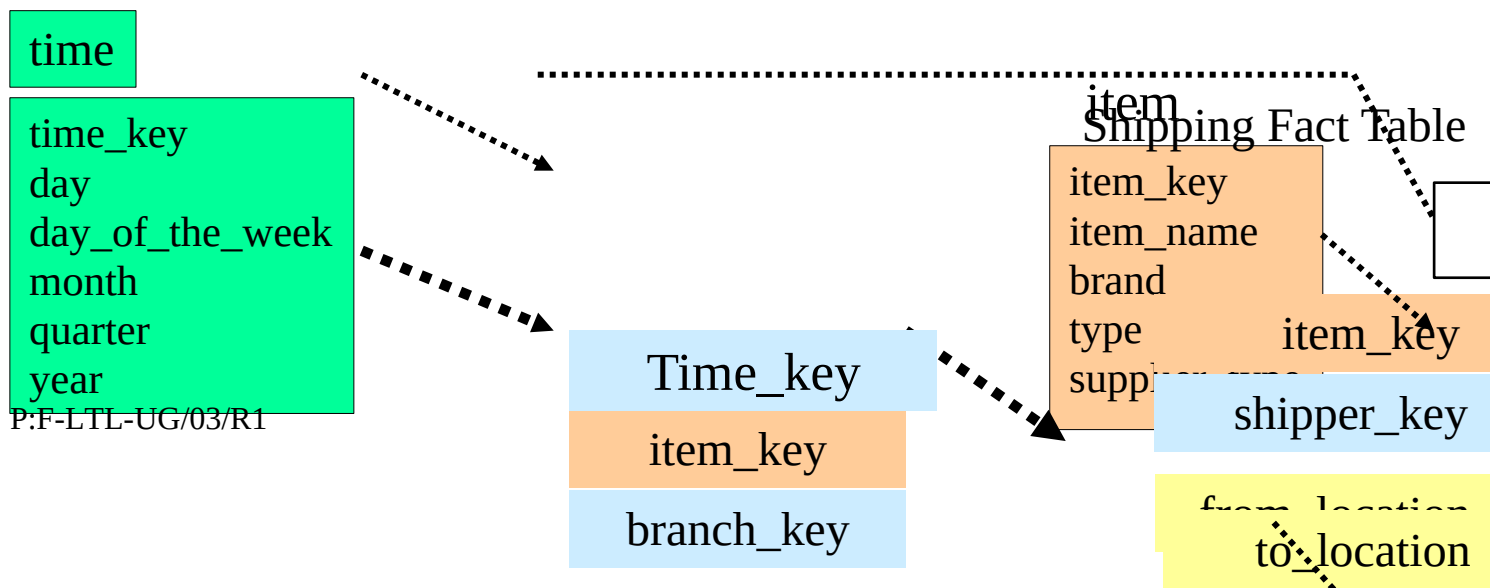 time
time_key
day
day_of_the_week
month
quarter
year
P:F-LTL-UG/03/R1
Time_key
item_key
branch_key
item
Shipping Fact Table
item_key
item_name
brand
type
item_key
shipper_key
from_location
to_location